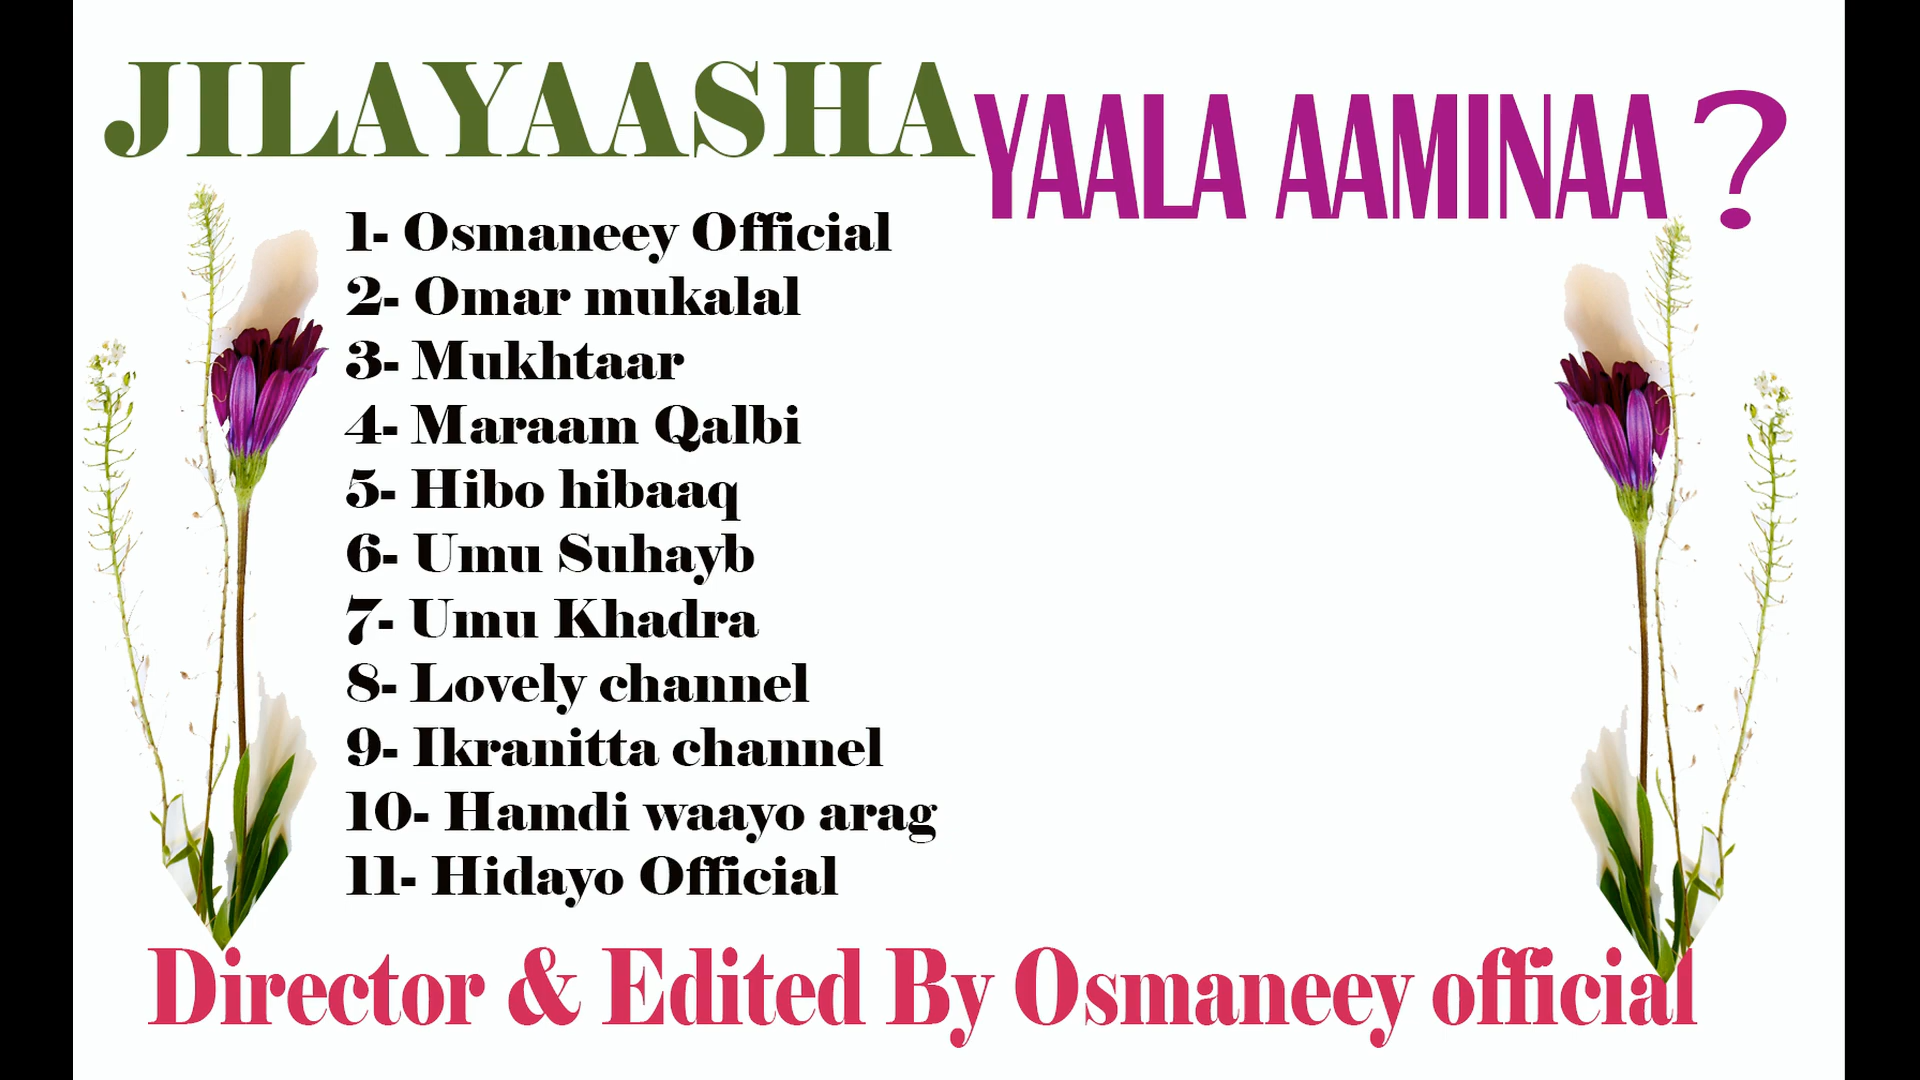 JILAYAASHA
YAALA AAMINAA ?
1- Osmaneey Official
2- Omar mukalal
3- Mukhtaar
4- Maraam Qalbi
5- Hibo hibaaq
6- Umu Suhayb
7- Umu Khadra
8- Lovely channel
9- Ikranitta channel
10- Hamdi waayo arag
11- Hidayo Official
Director & Edited By Osmaneey official